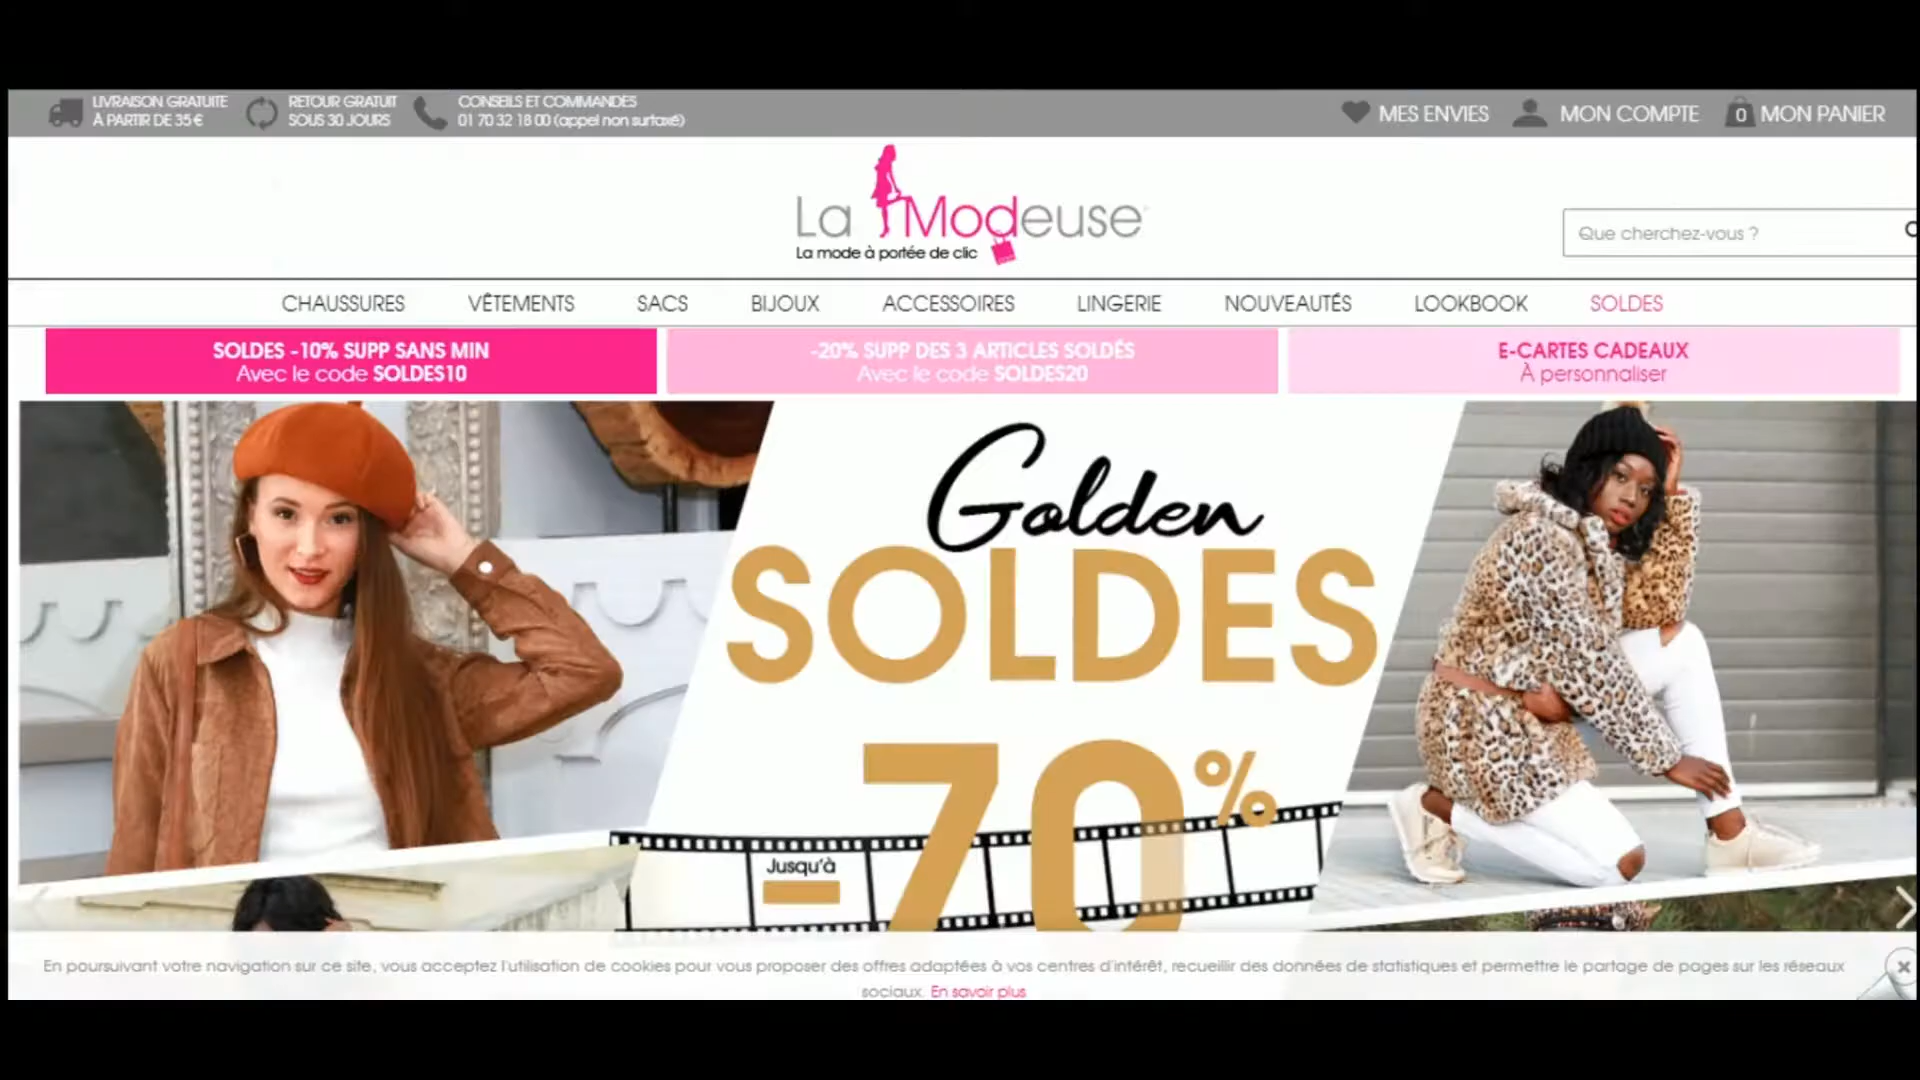 LIVRAISON GRATUITE
À PARTIR DE 35 €
RETOUR GRATUIT
SOUS 30 JOURS
CONSEILS ET COMMANDES
01 70 32 18 00 (appel non surtaxé)
MES ENVIES
MON COMPTE
0 MON PANIER
La Modeuse
La mode à portée de clic
Que cherchez-vous ?
CHAUSSURES VÊTEMENTS SACS BIJOUX ACCESSOIRES LINGERIE NOUVEAUTÉS LOOKBOOK SOLDES
SOLDES -10% SUPP SANS MIN
Avec le code SOLDES10
-20% SUPP DES 3 ARTICLES SOLDÉS
Avec le code SOLDES20
E-CARTES CADEAUX
À personnaliser
Golden
SOLDES
Jusqu'à
-70%
En poursuivant votre navigation sur ce site, vous acceptez l'utilisation de cookies pour vous proposer des offres adaptées à vos centres d'intérêt, recueillir des données de statistiques et permettre le partage de pages sur les réseaux
sociaux. En savoir plus